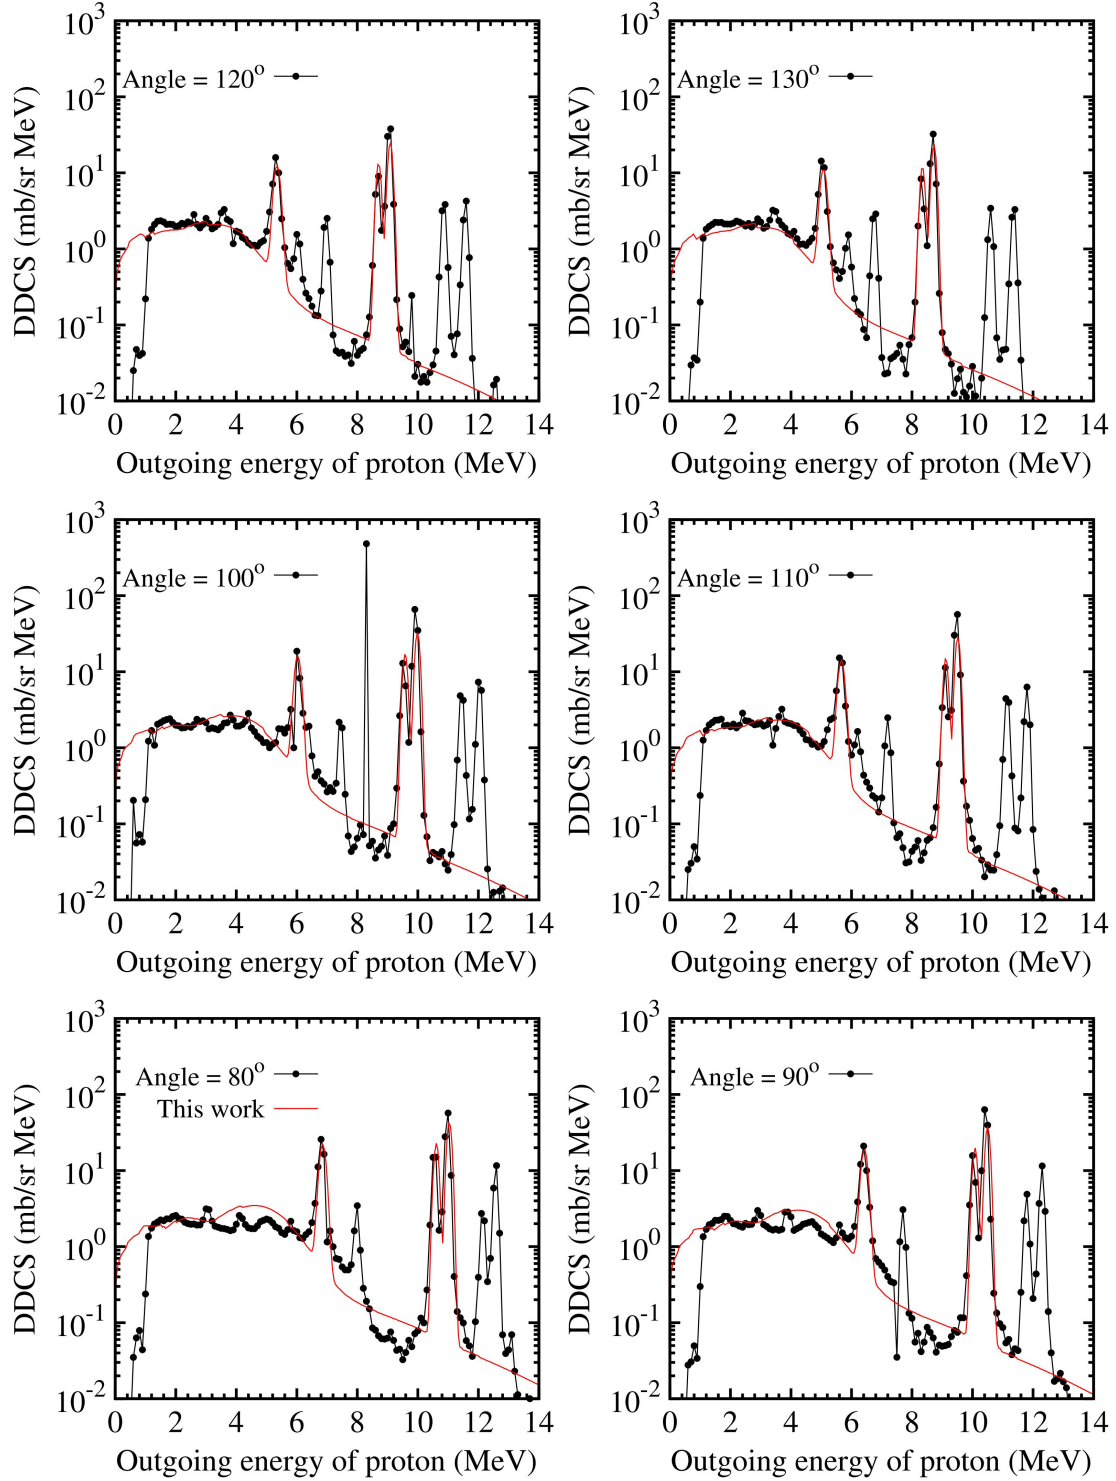 10^3
10^2
10^1
10^0
10^-1
10^-2
DDCS (mb/sr MeV)
Angle = 120°
0 2 4 6 8 10 12 14
Outgoing energy of proton (MeV)
10^3
10^2
10^1
10^0
10^-1
10^-2
DDCS (mb/sr MeV)
Angle = 130°
0 2 4 6 8 10 12 14
Outgoing energy of proton (MeV)
10^3
10^2
10^1
10^0
10^-1
10^-2
DDCS (mb/sr MeV)
Angle = 100°
0 2 4 6 8 10 12 14
Outgoing energy of proton (MeV)
10^3
10^2
10^1
10^0
10^-1
10^-2
DDCS (mb/sr MeV)
Angle = 110°
0 2 4 6 8 10 12 14
Outgoing energy of proton (MeV)
10^3
10^2
10^1
10^0
10^-1
10^-2
DDCS (mb/sr MeV)
Angle = 80°
This work
0 2 4 6 8 10 12 14
Outgoing energy of proton (MeV)
10^3
10^2
10^1
10^0
10^-1
10^-2
DDCS (mb/sr MeV)
Angle = 90°
0 2 4 6 8 10 12 14
Outgoing energy of proton (MeV)